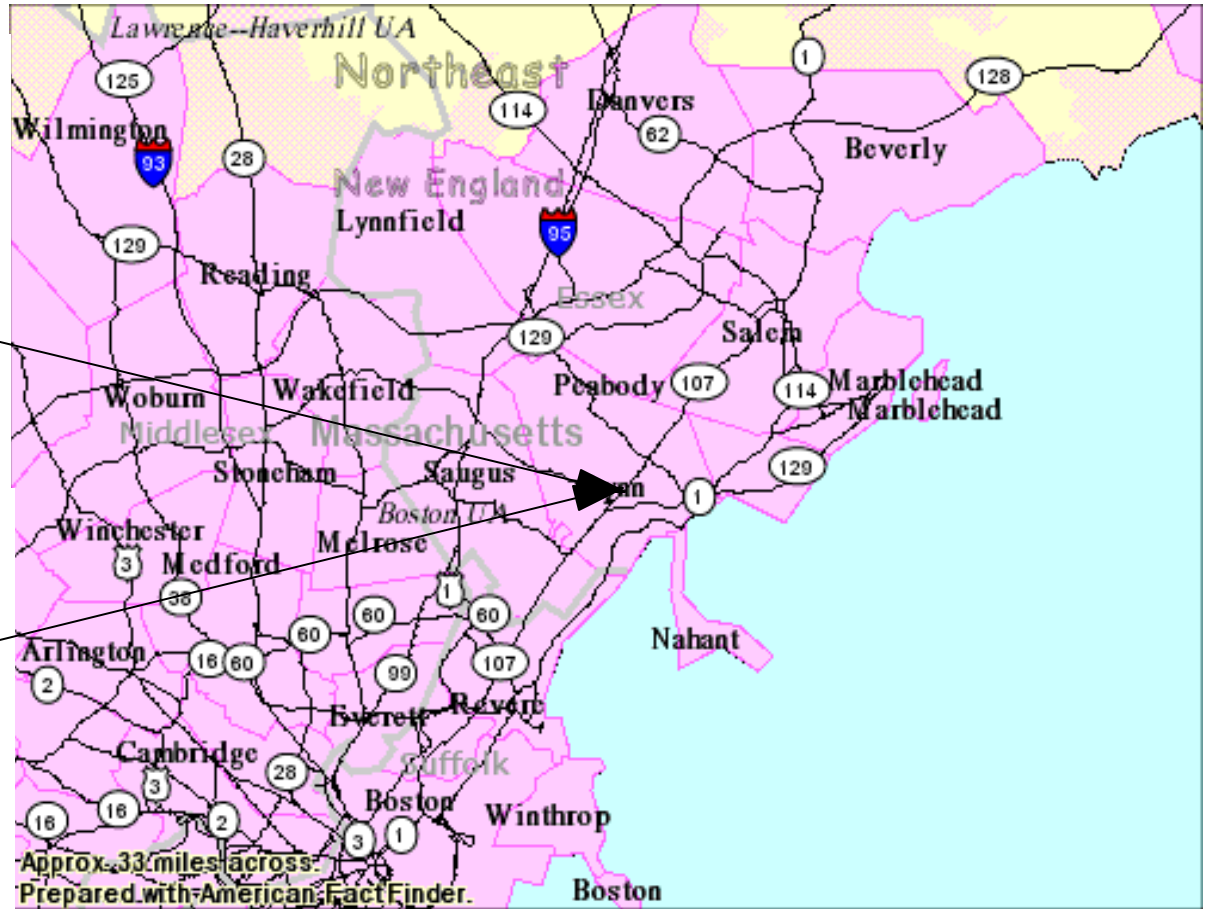 Lawrence--Haverhill UA
1
Northeast
125
128
114
Danvers
Wilmington
62
Beverly
93
28
New England
Lynnfield
95
129
Reading
Essex
129
Salem
Peabody
107
Marblehead
Woburn
Wakefield
114
Marblehead
Middlesex
Massachusetts
Stoneham
Saugus
129
1
Boston UA
Winchester
Melrose
3
Medford
1
38
60
60
60
Nahant
Arlington
16
60
107
2
99
Revere
Everett
Cambridge
Suffolk
28
3
Boston
Winthrop
16
16
2
3
1
Approx. 33 miles across.
Prepared with American FactFinder.
Boston